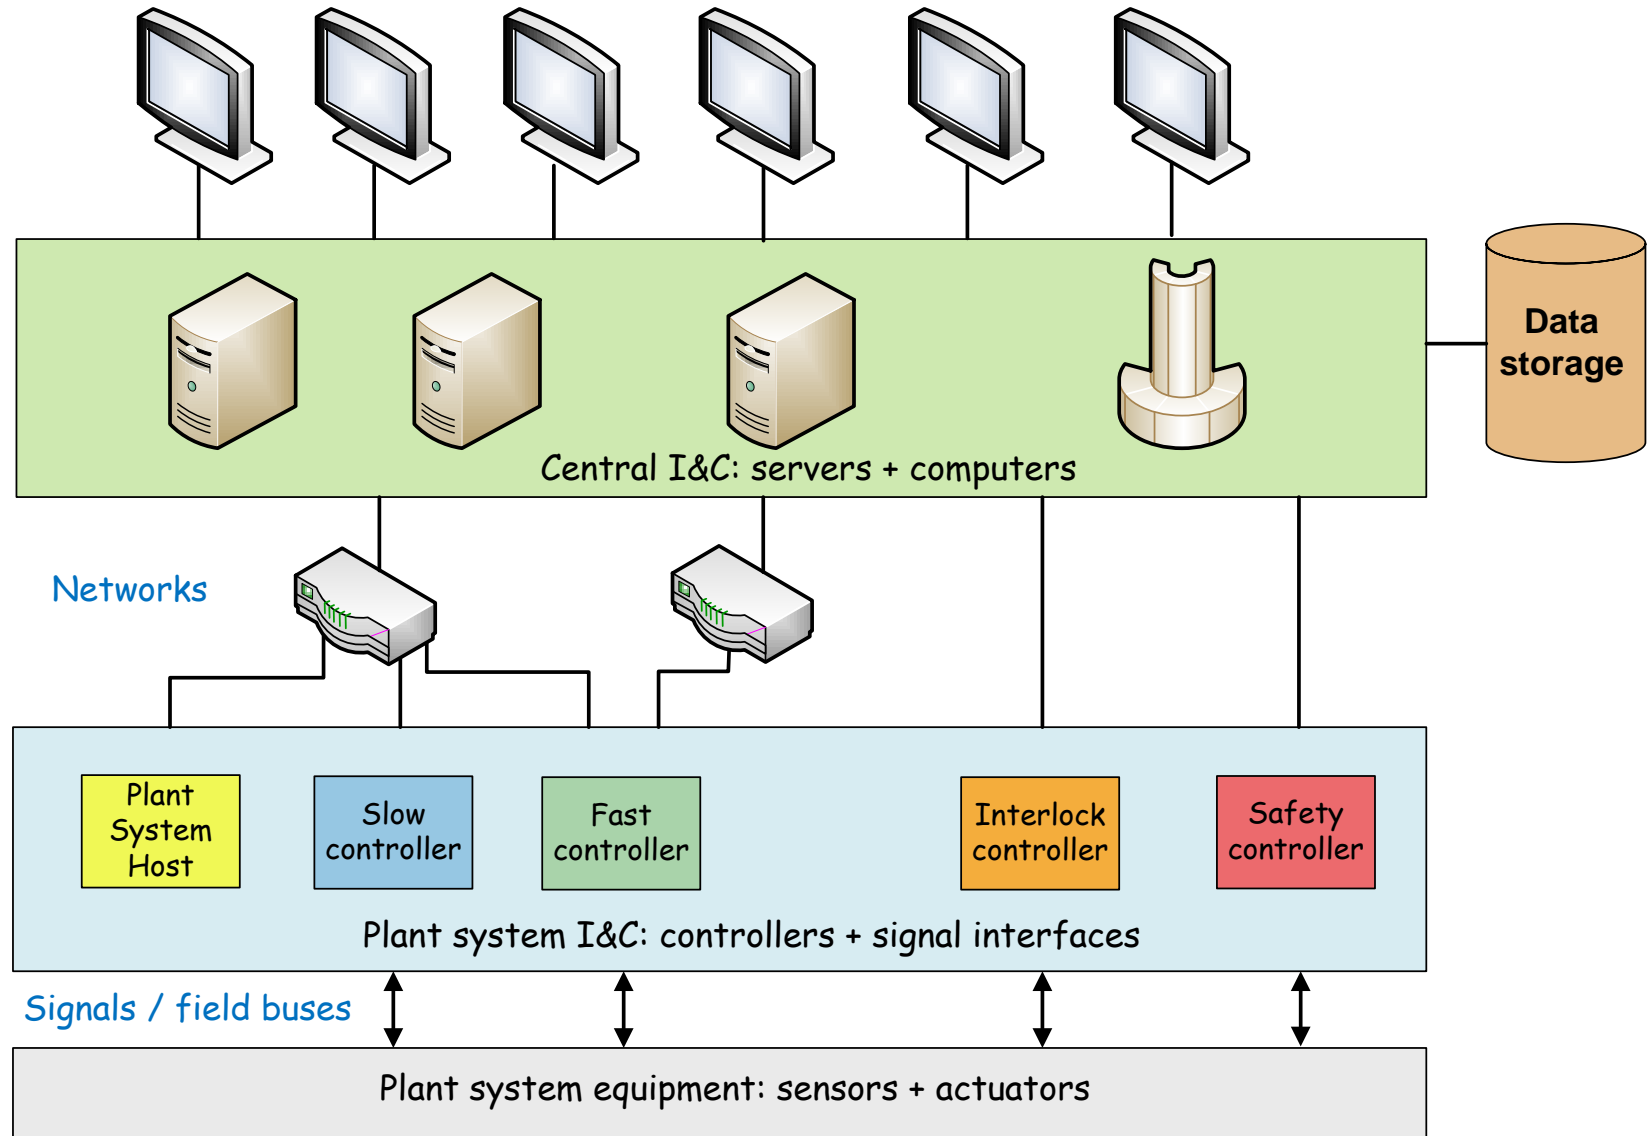 Data
storage
Central I&C: servers + computers
Networks
Plant
System
Host
Slow
controller
Fast
controller
Interlock
controller
Safety
controller
Plant system I&C: controllers + signal interfaces
Signals / field buses
Plant system equipment: sensors + actuators